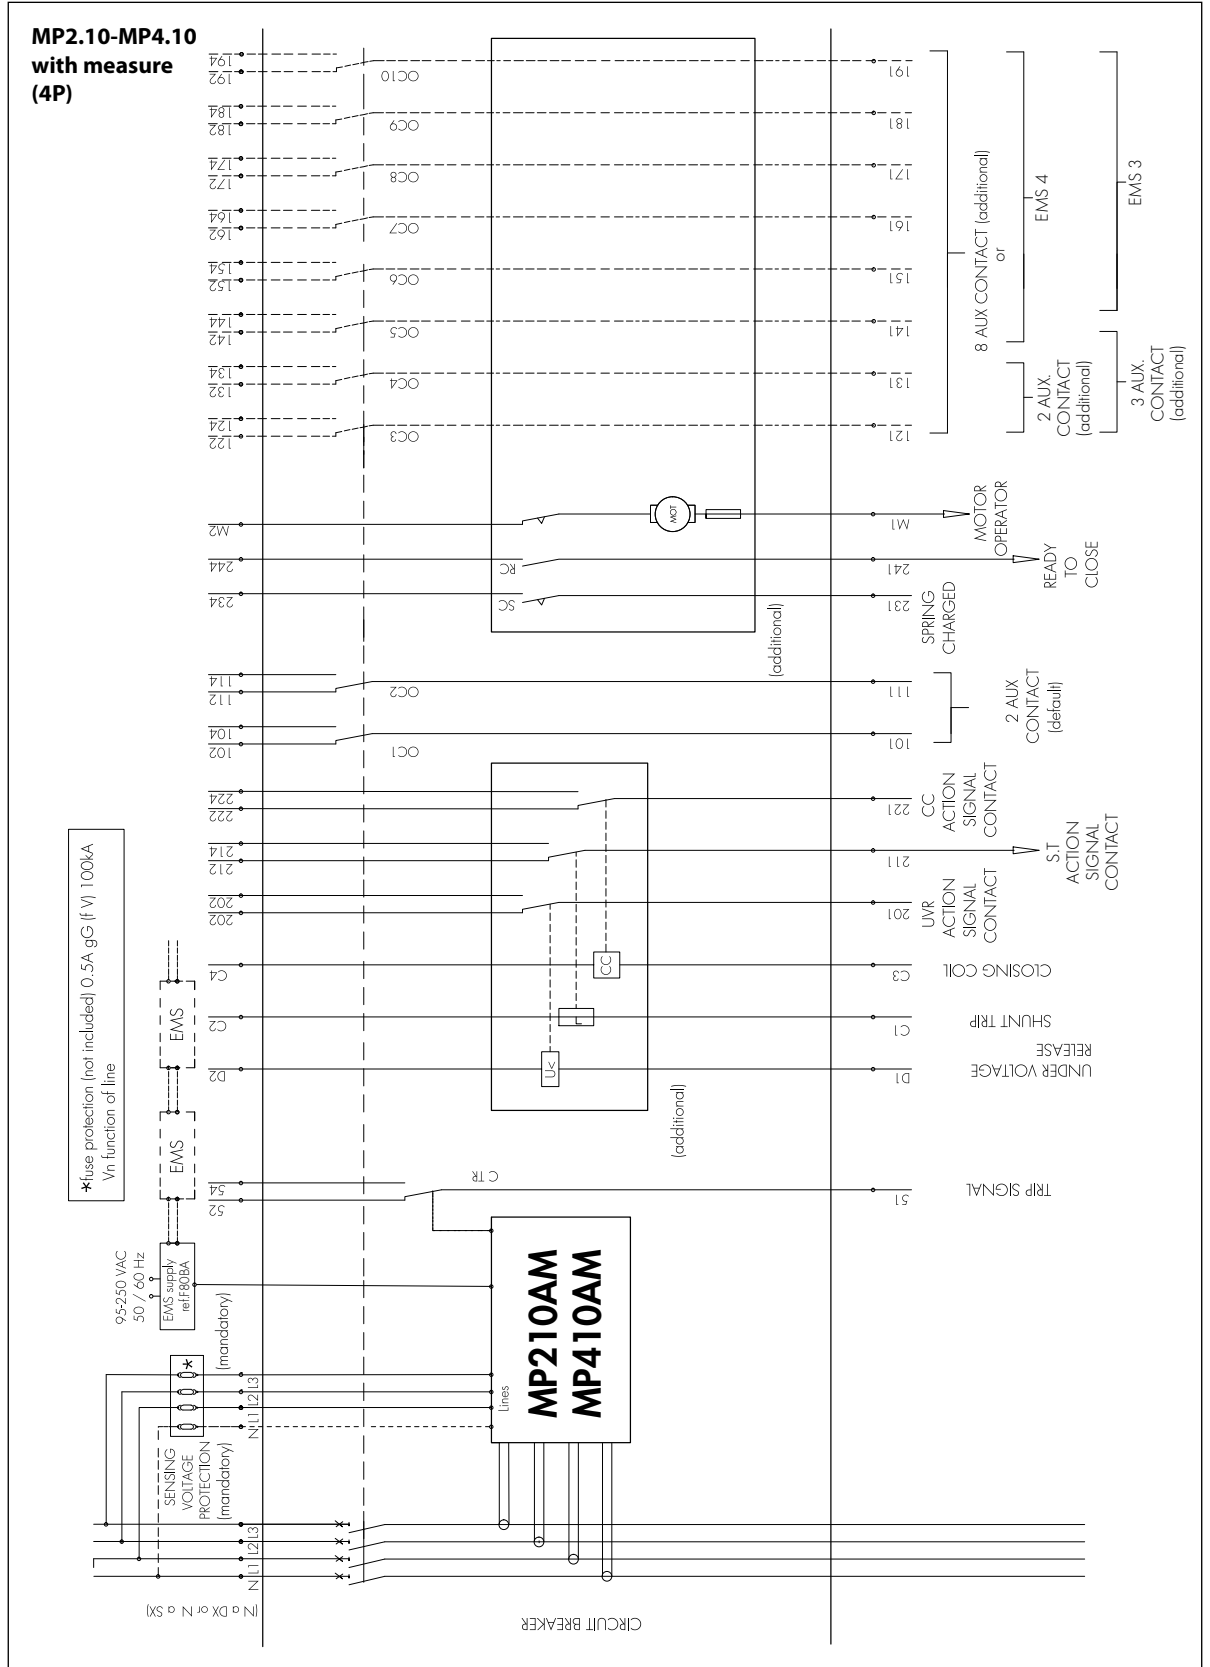 MP2.10-MP4.10
with measure
(4P)
194
192
OC10
191
184
182
OC9
181
174
172
OC8
171
164
162
OC7
161
154
152
OC6
151
144
142
OC5
141
134
132
OC4
131
124
122
OC3
121
8 AUX CONTACT (additional)
or
EMS 4
EMS 3
2 AUX.
CONTACT
(additional)
3 AUX.
CONTACT
(additional)
M2
MOT
M1
MOTOR
OPERATOR
244
RC
241
READY
TO
CLOSE
234
SC
231
SPRING
CHARGED
(additional)
114
112
OC2
111
104
102
OC1
101
2 AUX
CONTACT
(default)
224
222
221
CC
ACTION
SIGNAL
CONTACT
214
212
211
S.T
ACTION
SIGNAL
CONTACT
202
202
201
UVR
ACTION
SIGNAL
CONTACT
C4
CC
C3
CLOSING COIL
C2
L
C1
SHUNT TRIP
D2
U<
D1
UNDER VOLTAGE
RELEASE
(additional)
*fuse protection (not included) 0.5A gG (f V) 100kA
Vn function of line
EMS
EMS
54
52
CTR
51
TRIP SIGNAL
95-250 VAC
50 / 60 Hz
EMS supply
ref.F80BA
(mandatory)
*
N L1 L2 L3
Lines
MP210AM
MP410AM
SENSING
VOLTAGE
PROTECTION
(mandatory)
N L1 L2 L3
(N a DX or N a SX)
CIRCUIT BREAKER